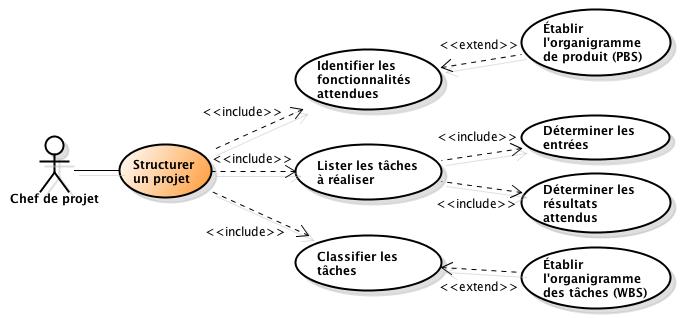 Chef de projet
Structurer
un projet
<<include>>
<<include>>
<<include>>
Identifier les
fonctionnalités
attendues
Lister les tâches
à réaliser
Classifier les
tâches
<<extend>>
<<include>>
<<include>>
<<extend>>
Établir
l'organigramme
de produit (PBS)
Déterminer les
entrées
Déterminer les
résultats
attendus
Établir
l'organigramme
des tâches (WBS)